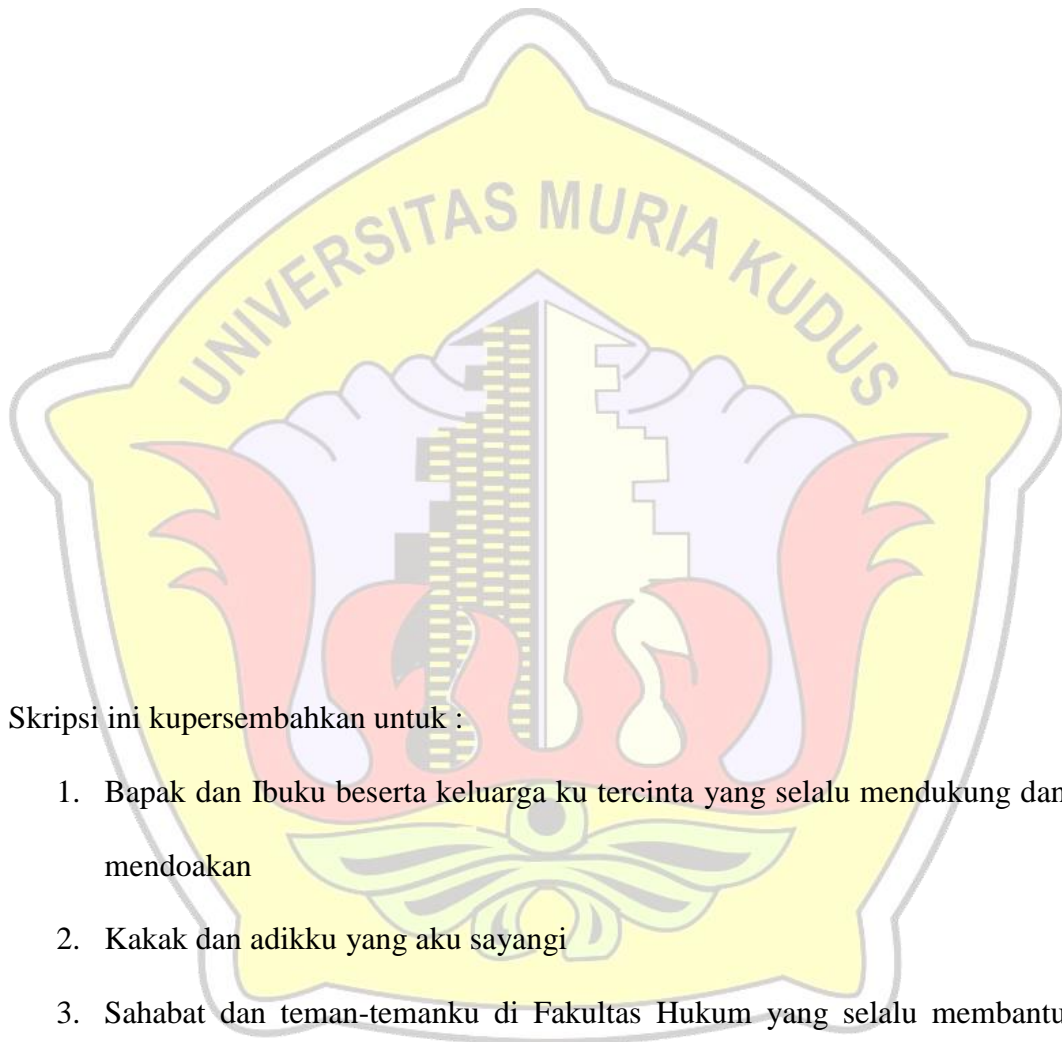 UNIVERSITAS MURIA KUDUS
Skripsi ini kupersembahkan untuk :
1. Bapak dan Ibuku beserta keluarga ku tercinta yang selalu mendukung dan
mendoakan
2. Kakak dan adikku yang aku sayangi
3. Sahabat dan teman-temanku di Fakultas Hukum yang selalu membantu